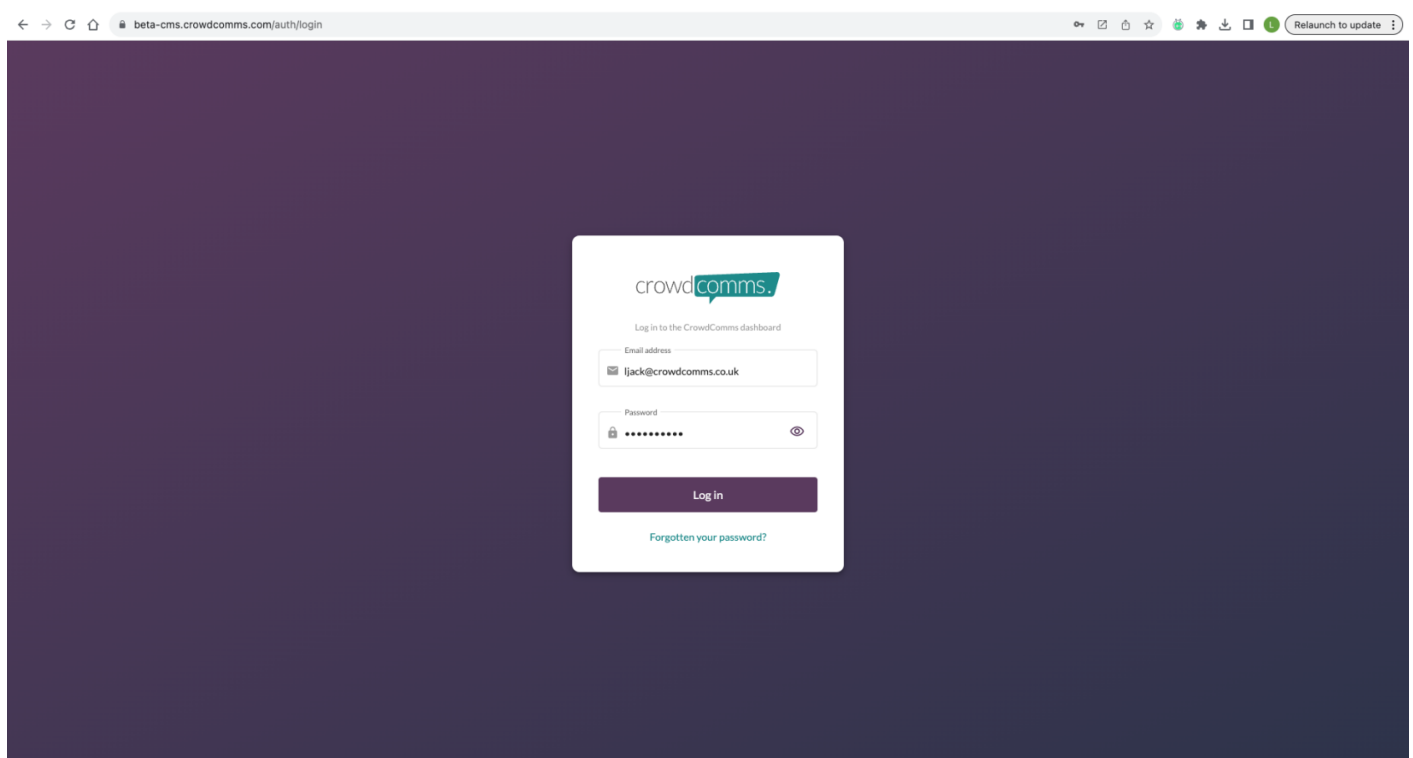 beta-cms.crowdcomms.com/auth/login
L
Relaunch to update
crowdcomms.
Log in to the CrowdComms dashboard
Email address
ljack@crowdcomms.co.uk
Password
••••••••••
Log in
Forgotten your password?